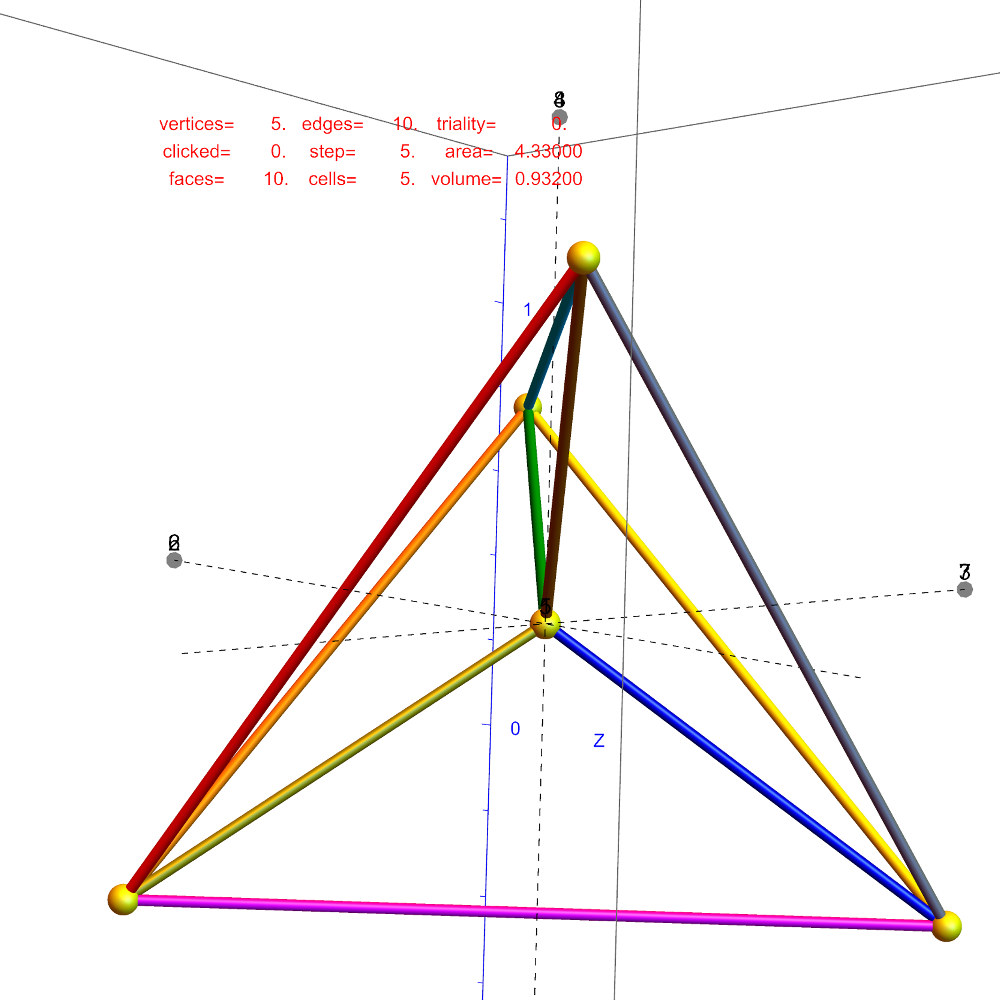 vertices= 5. edges= 10. triality= 0.
clicked= 0. step= 5. area= 4.33000
faces= 10. cells= 5. volume= 0.93200
1
0
Z